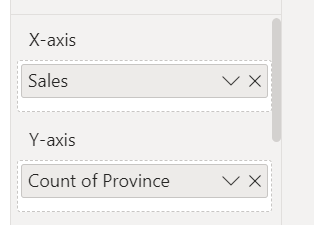 X-axis
Sales
Y-axis
Count of Province